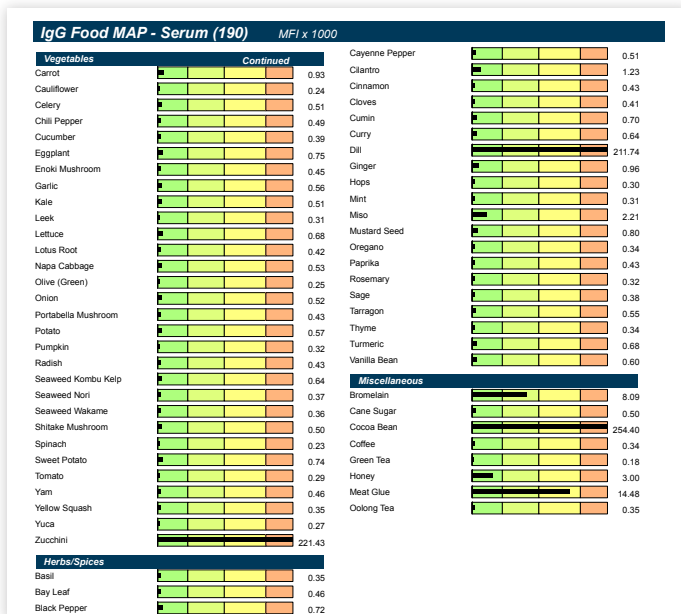 IgG Food MAP - Serum (190) MFI x 1000
Vegetables Continued
Carrot 0.93
Cauliflower 0.24
Celery 0.51
Chili Pepper 0.49
Cucumber 0.39
Eggplant 0.75
Enoki Mushroom 0.45
Garlic 0.56
Kale 0.51
Leek 0.31
Lettuce 0.68
Lotus Root 0.42
Napa Cabbage 0.53
Olive (Green) 0.25
Onion 0.52
Portabella Mushroom 0.43
Potato 0.57
Pumpkin 0.32
Radish 0.43
Seaweed Kombu Kelp 0.64
Seaweed Nori 0.37
Seaweed Wakame 0.36
Shitake Mushroom 0.50
Spinach 0.23
Sweet Potato 0.74
Tomato 0.29
Yam 0.46
Yellow Squash 0.35
Yuca 0.27
Zucchini 221.43
Herbs/Spices
Basil 0.35
Bay Leaf 0.46
Black Pepper 0.72
Cayenne Pepper 0.51
Cilantro 1.23
Cinnamon 0.43
Cloves 0.41
Cumin 0.70
Curry 0.64
Dill 211.74
Ginger 0.96
Hops 0.30
Mint 0.31
Miso 2.21
Mustard Seed 0.80
Oregano 0.34
Paprika 0.43
Rosemary 0.32
Sage 0.38
Tarragon 0.55
Thyme 0.34
Turmeric 0.68
Vanilla Bean 0.60
Miscellaneous
Bromelain 8.09
Cane Sugar 0.50
Cocoa Bean 254.40
Coffee 0.34
Green Tea 0.18
Honey 3.00
Meat Glue 14.48
Oolong Tea 0.35